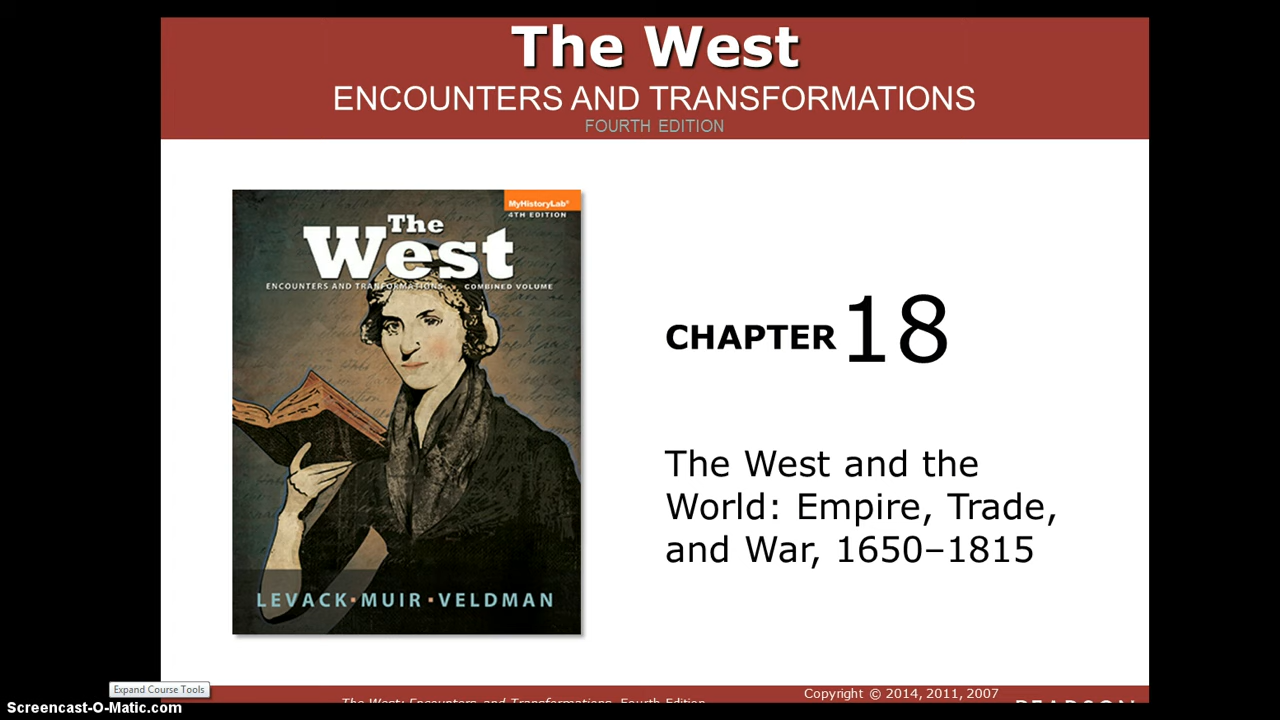 The West
ENCOUNTERS AND TRANSFORMATIONS
FOURTH EDITION
MyHistoryLab®
4TH EDITION
The
West
ENCOUNTERS AND TRANSFORMATIONS COMBINED VOLUME
LEVACK • MUIR • VELDMAN
CHAPTER 18
The West and the
World: Empire, Trade,
and War, 1650–1815
Expand Course Tools
The West: Encounters and Transformations, Fourth Edition
Copyright © 2014, 2011, 2007
PEARSON
Screencast-O-Matic.com